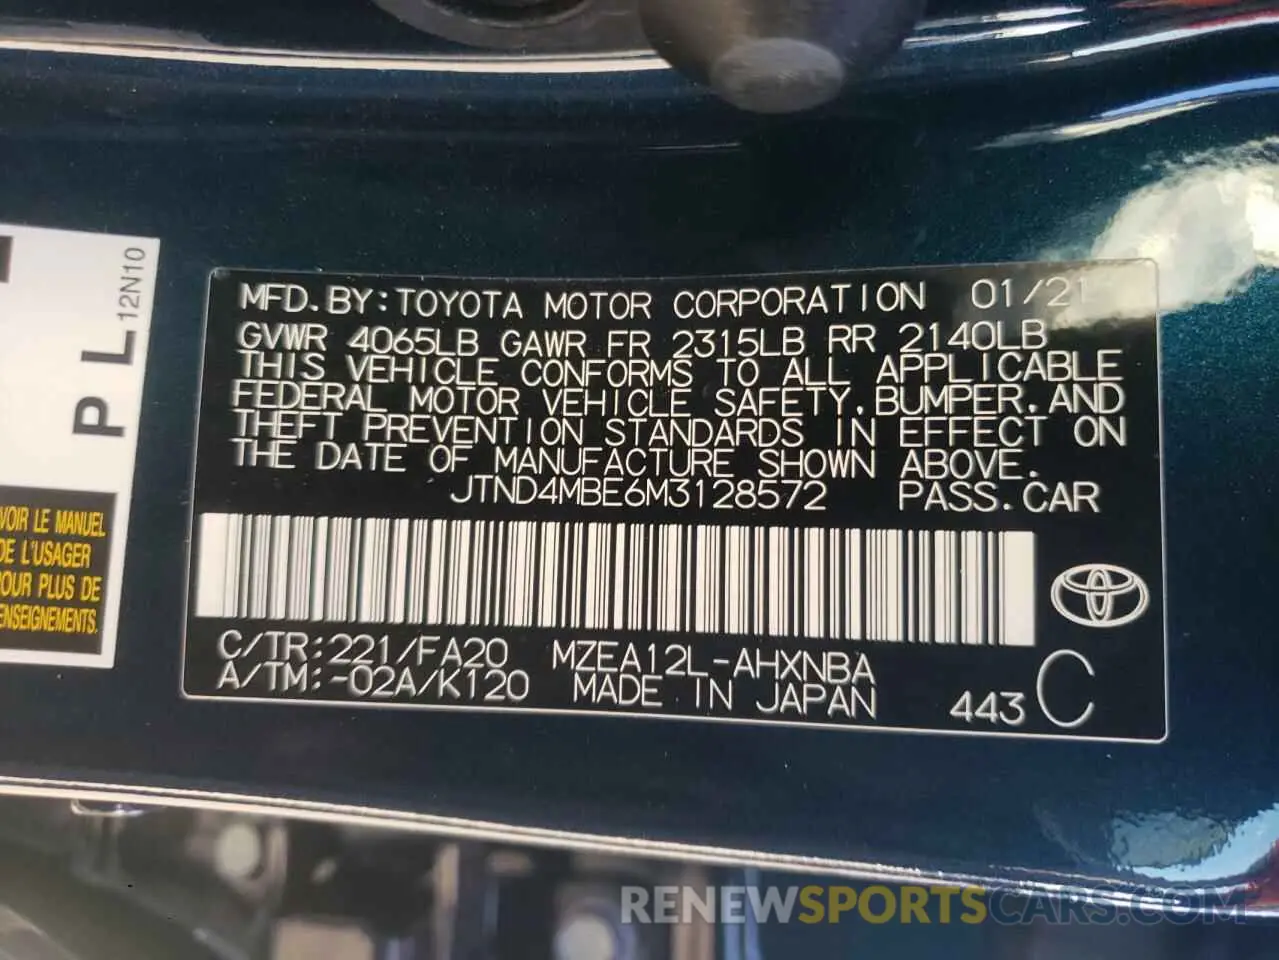 MFD.BY:TOYOTA MOTOR CORPORATION 01/21
GVWR 4065LB GAWR FR 2315LB RR 2140LB
THIS VEHICLE CONFORMS TO ALL APPLICABLE
FEDERAL MOTOR VEHICLE SAFETY,BUMPER,AND
THEFT PREVENTION STANDARDS IN EFFECT ON
THE DATE OF MANUFACTURE SHOWN ABOVE.
JTND4MBE6M3128572 PASS.CAR
C/TR:221/FA20 MZEA12L-AHXNBA
A/TM:-02A/K120 MADE IN JAPAN 443 C
P L 12N10
VOIR LE MANUEL
DE L'USAGER
POUR PLUS DE
RENSEIGNEMENTS.
RENEWSPORTSCARS.COM